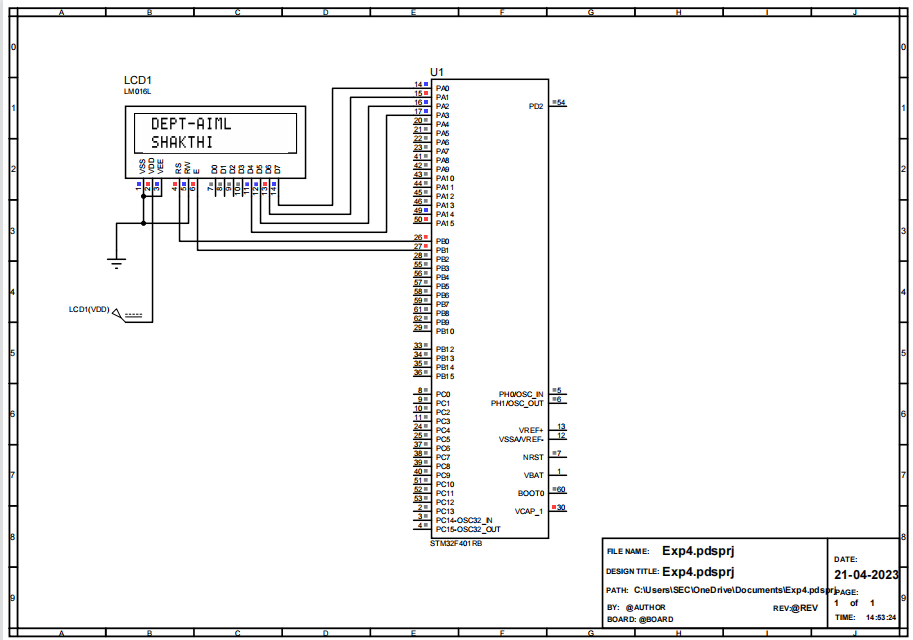 A B C D E F G H I J
0 0
1 1
2 2
3 3
4 4
5 5
6 6
7 7
8 8
9 9
LCD1
LM016L
DEPT-AIML
SHAKTHI
VSS VDD VEE RS RW E D0 D1 D2 D3 D4 D5 D6 D7
1 2 3 4 5 6 7 8 9 10 11 12 13 14
LCD1(VDD)
U1
14 PA0
15 PA1
16 PA2
17 PA3
20 PA4
21 PA5
22 PA6
23 PA7
41 PA8
42 PA9
43 PA10
44 PA11
45 PA12
46 PA13
49 PA14
50 PA15
26 PB0
27 PB1
28 PB2
55 PB3
56 PB4
57 PB5
58 PB6
59 PB7
61 PB8
62 PB9
29 PB10
33 PB12
34 PB13
35 PB14
36 PB15
8 PC0
9 PC1
10 PC2
11 PC3
24 PC4
25 PC5
37 PC6
38 PC7
39 PC8
40 PC9
51 PC10
52 PC11
53 PC12
2 PC13
3 PC14-OSC32_IN
4 PC15-OSC32_OUT
PD2 54
PH0/OSC_IN 5
PH1/OSC_OUT 6
VREF+ 13
VSSA/VREF- 12
NRST 7
VBAT 1
BOOT0 60
VCAP_1 30
STM32F401RB
FILE NAME: Exp4.pdsprj
DESIGN TITLE: Exp4.pdsprj
PATH: C:\Users\SEC\OneDrive\Documents\Exp4.pdsprj
BY: @AUTHOR REV:@REV
BOARD: @BOARD
DATE:
21-04-2023
PAGE:
1 of 1
TIME: 14:53:24
A B C D E F G H I J